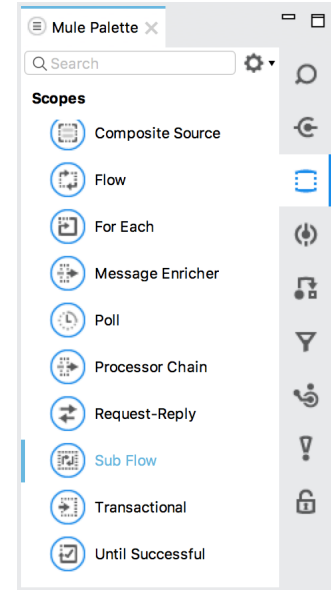 Mule Palette
Search
Scopes
Composite Source
Flow
For Each
Message Enricher
Poll
Processor Chain
Request-Reply
Sub Flow
Transactional
Until Successful